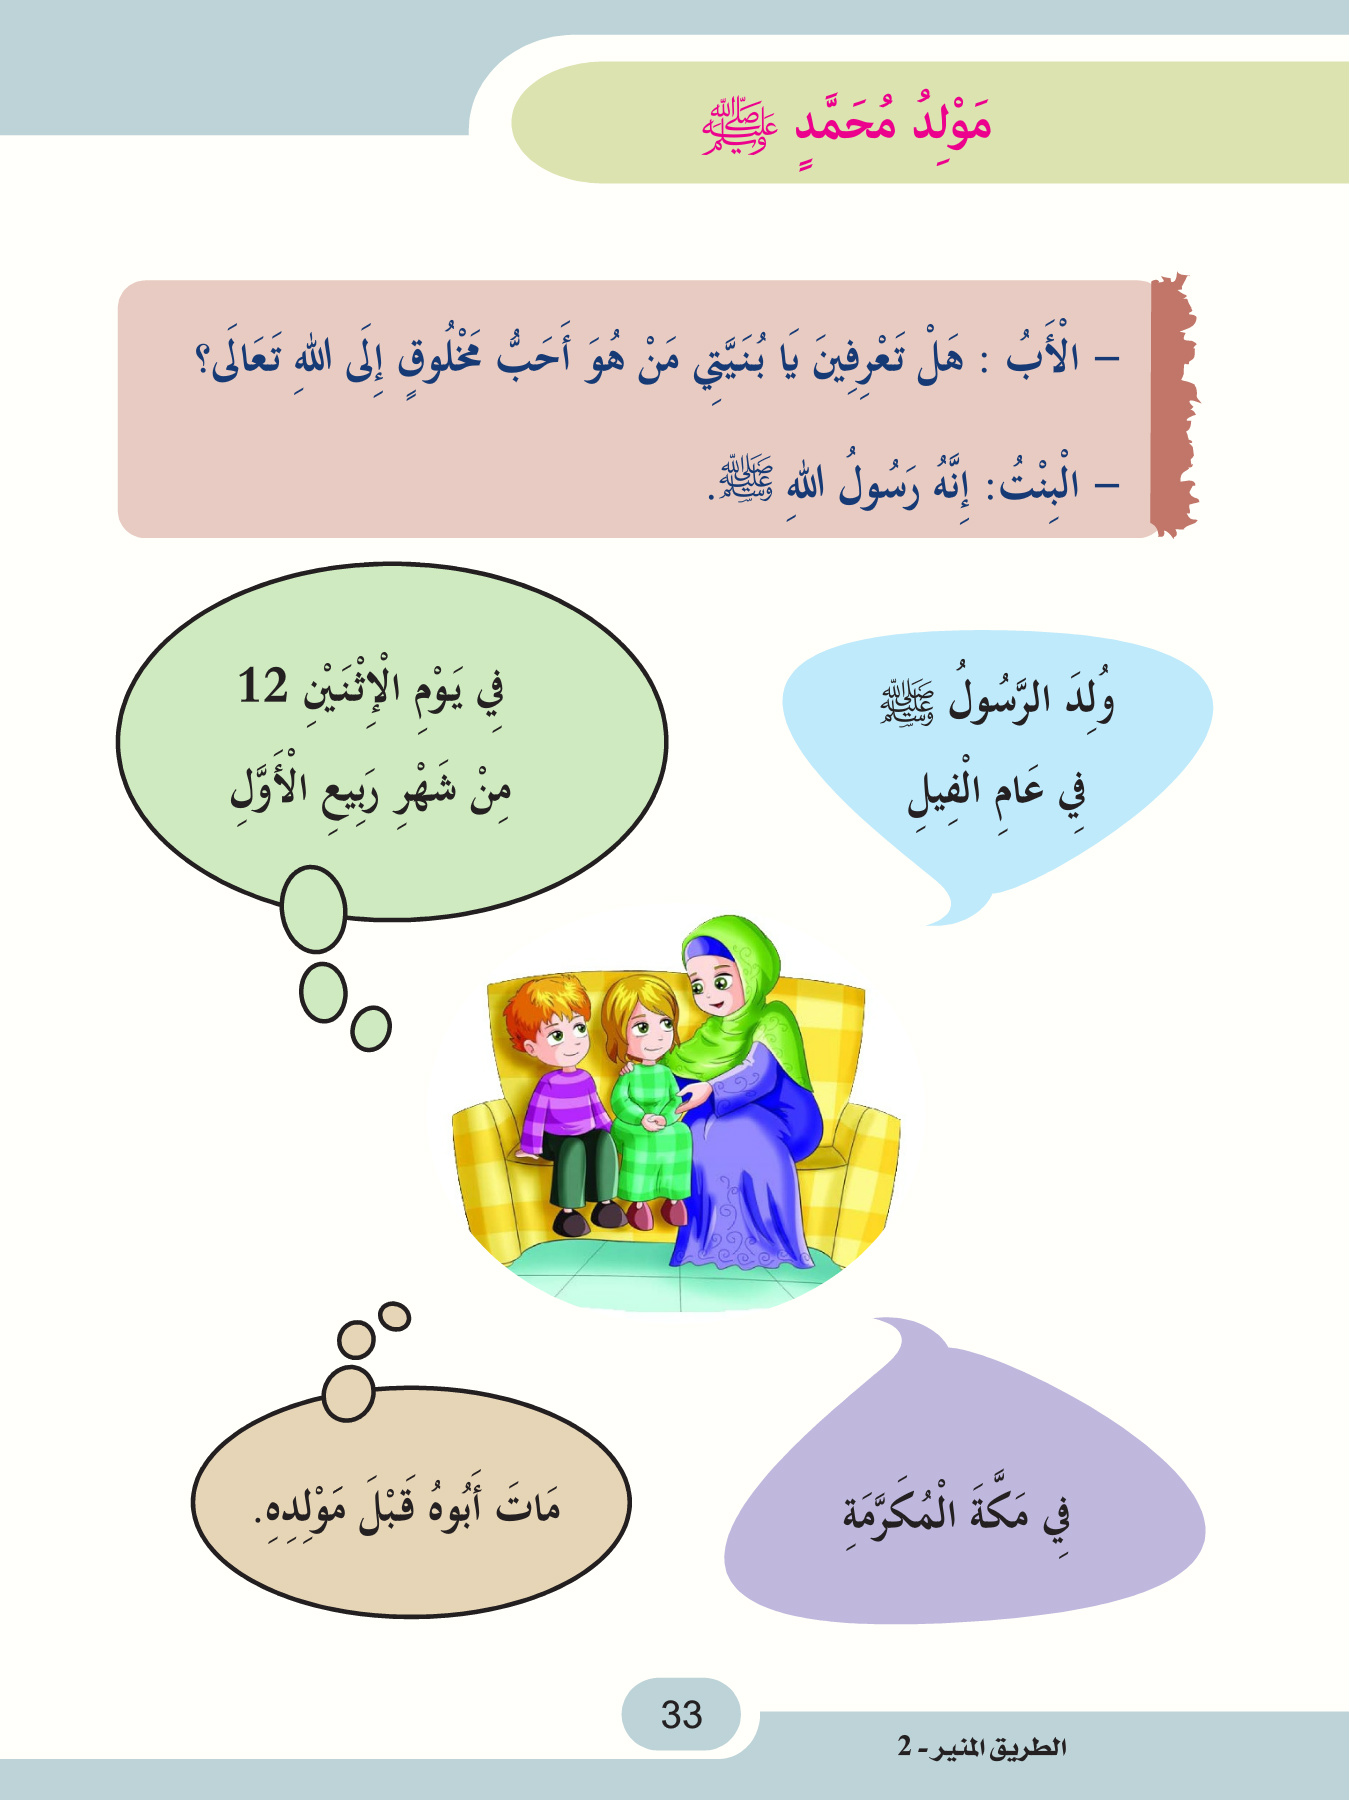 مَوْلِدُ مُحَمَّدٍ ﷺ
– الْأَبُ : هَلْ تَعْرِفِينَ يَا بُنَيَّتِي مَنْ هُوَ أَحَبُّ مَخْلُوقٍ إِلَى اللهِ تَعَالَى؟
– الْبِنْتُ: إِنَّهُ رَسُولُ اللهِ ﷺ.
وُلِدَ الرَّسُولُ ﷺ
فِي عَامِ الْفِيلِ
فِي يَوْمِ الْإِثْنَيْنِ 12
مِنْ شَهْرِ رَبِيعِ الْأَوَّلِ
فِي مَكَّةَ الْمُكَرَّمَةِ
مَاتَ أَبُوهُ قَبْلَ مَوْلِدِهِ.
33
الطريق المنير - 2